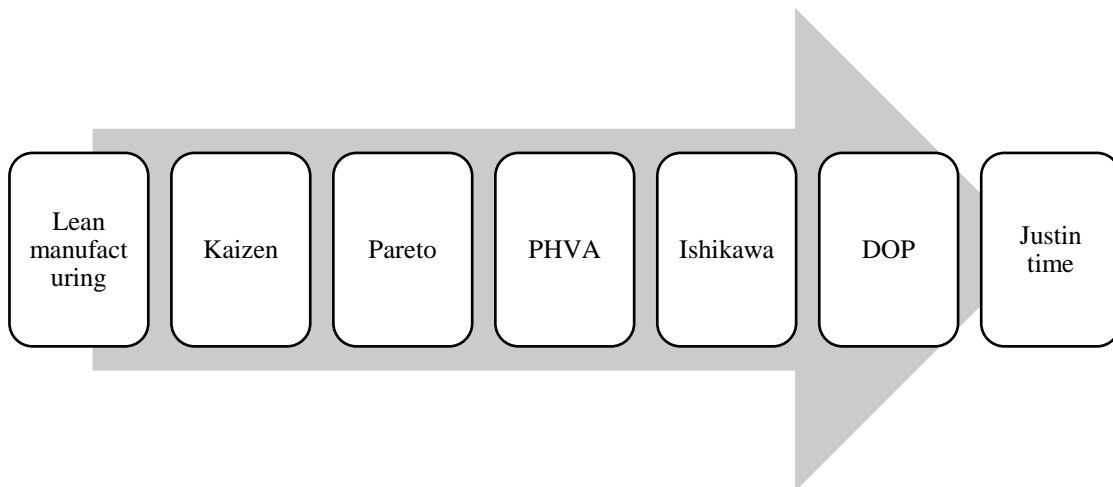 Lean
manufact
uring
Kaizen
Pareto
PHVA
Ishikawa
DOP
Justin
time